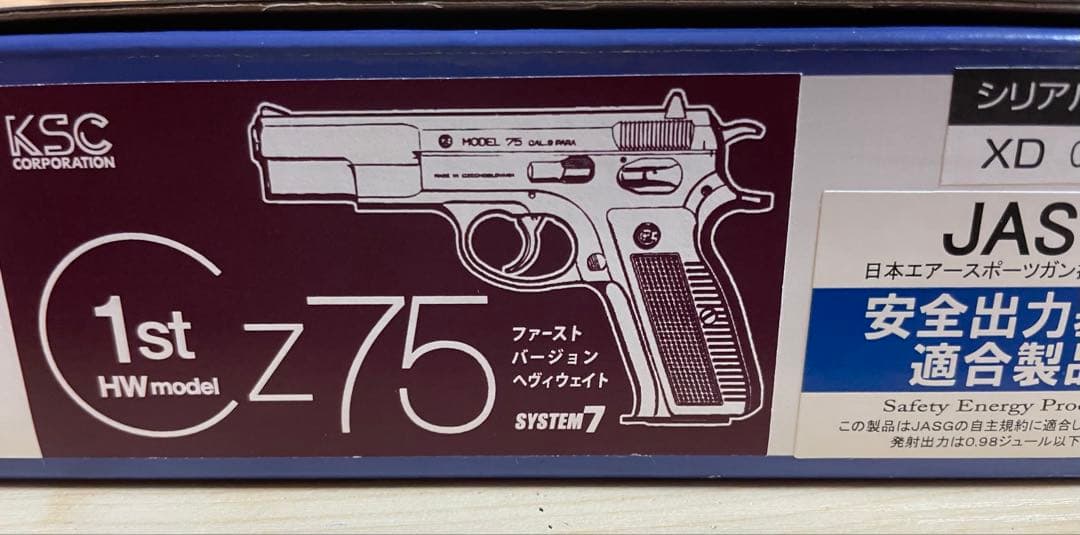 KSC
CORPORATION
MODEL 75 CAL.9 PARA
MADE IN CZECHOSLOVAKIA
1st
HW model
Cz75
ファースト
バージョン
ヘヴィウェイト
SYSTEM7
シリアル
XD
JAS
日本エアースポーツガン
安全出力
適合製品
Safety Energy Pro
この製品はJASGの自主規約に適合し
発射出力は0.98ジュール以下